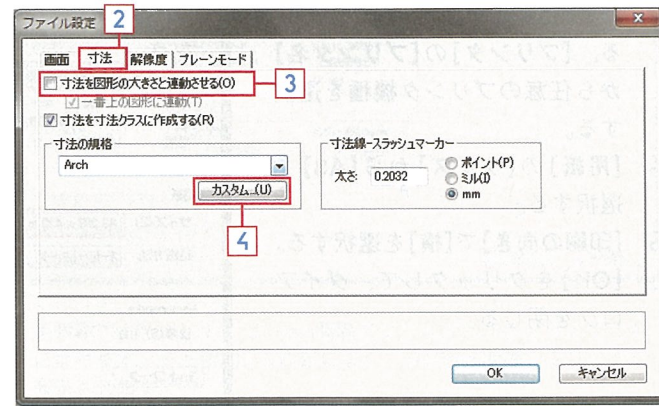 ファイル設定
2
画面 寸法 解像度 プレーンモード
寸法を図形の大きさと連動させる(O)
3
一番上の図形に連動(T)
寸法を寸法クラスに作成する(R)
寸法の規格
Arch
カスタム...(U)
4
寸法線-スラッシュマーカー
太さ: 0.2032
ポイント(P)
ミル(I)
mm
OK キャンセル